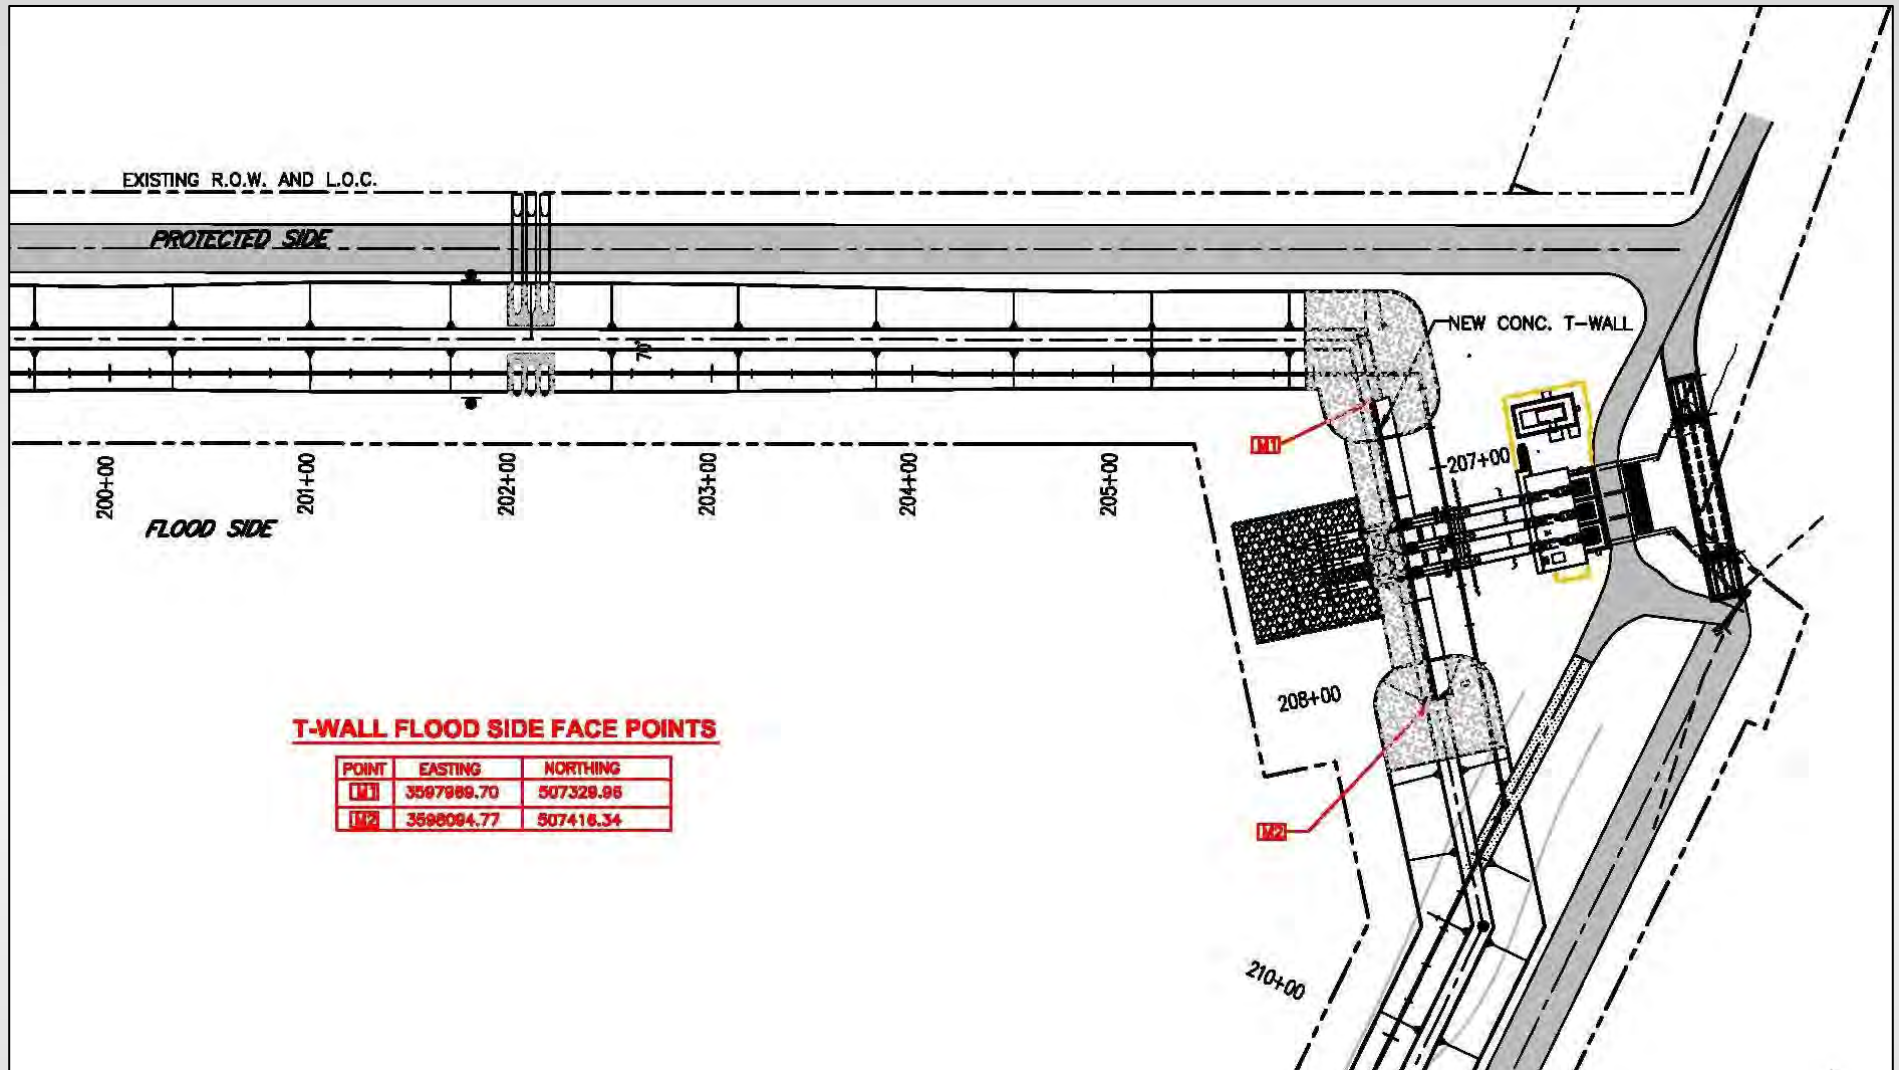 EXISTING R.O.W. AND L.O.C.
PROTECTED SIDE
NEW CONC. T-WALL
70'
M1
207+00
200+00
201+00
202+00
203+00
204+00
205+00
FLOOD SIDE
208+00
T-WALL FLOOD SIDE FACE POINTS
POINT EASTING NORTHING
M1 3597989.70 507329.96
M2 3598094.77 507416.34
M2
210+00